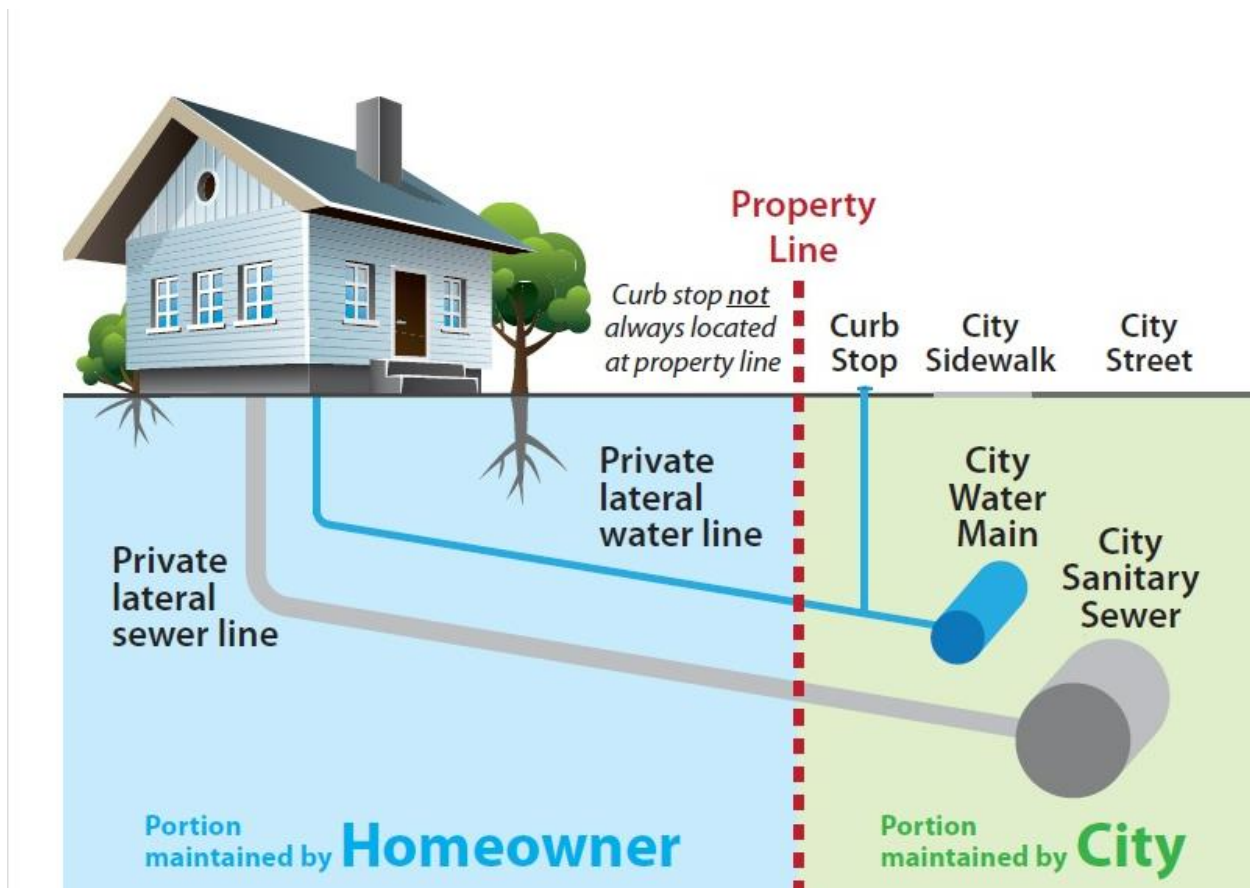 Property
Line
Curb stop not
always located
at property line
Curb
Stop
City
Sidewalk
City
Street
Private
lateral
water line
City
Water
Main
Private
lateral
sewer line
City
Sanitary
Sewer
Portion
maintained by Homeowner
Portion
maintained by City